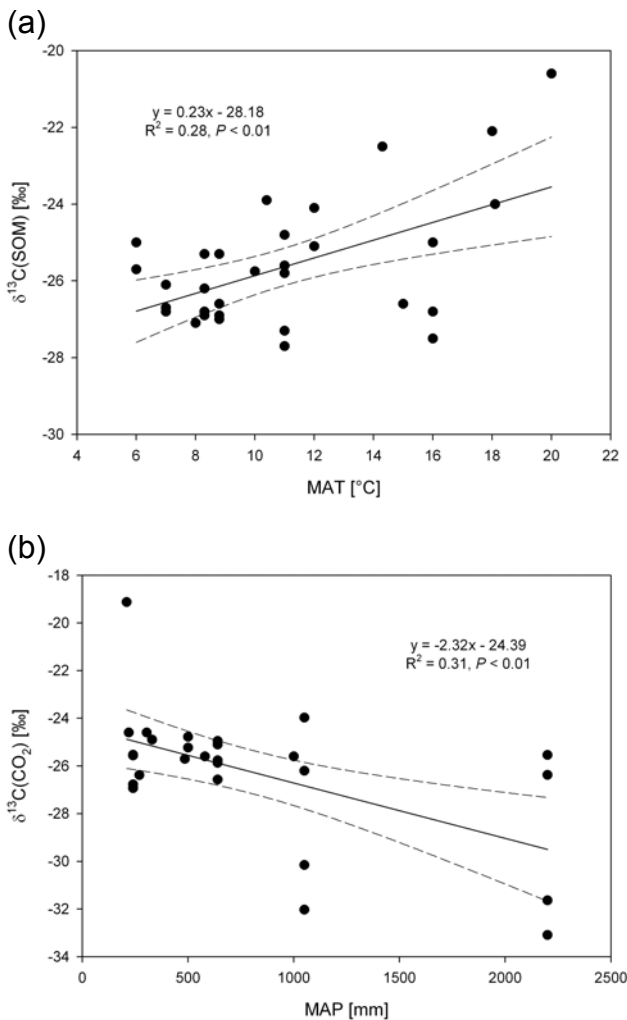 (a)
-20
y = 0.23x - 28.18
R² = 0.28, P < 0.01
-22
-24
-26
-28
-30
δ¹³C(SOM) [‰]
4 6 8 10 12 14 16 18 20 22
MAT [°C]
(b)
-18
-20
y = -2.32x - 24.39
R² = 0.31, P < 0.01
-22
-24
-26
-28
-30
-32
-34
δ¹³C(CO₂) [‰]
0 500 1000 1500 2000 2500
MAP [mm]